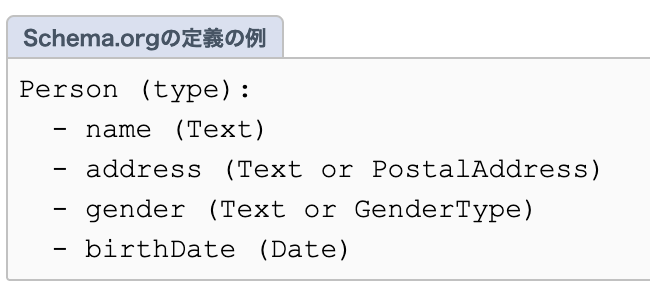 Schema.orgの定義の例
Person (type):
- name (Text)
- address (Text or PostalAddress)
- gender (Text or GenderType)
- birthDate (Date)